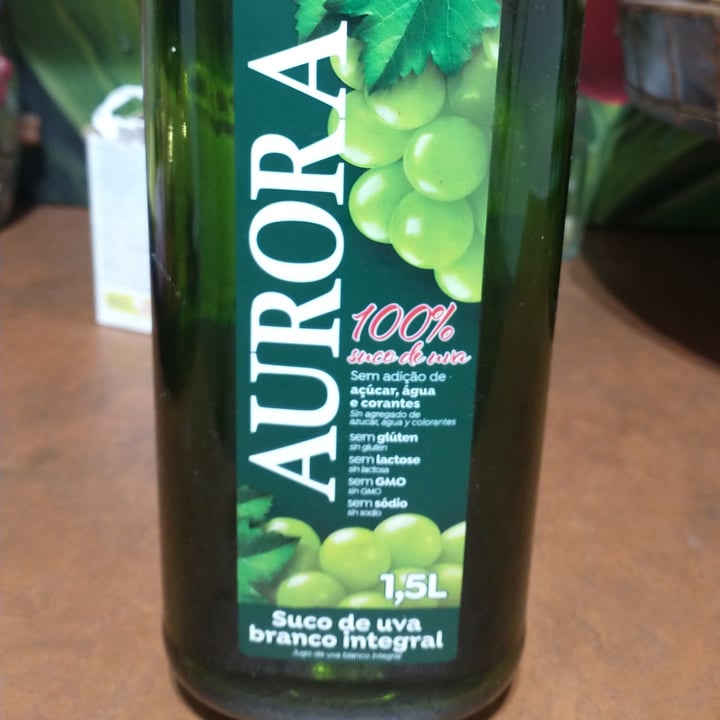 AURORA
100%
suco de uva
Sem adição de
açúcar, água
e corantes
Sin agregado de
azucar, água y colorantes
sem glúten
sin gluten
sem lactose
sin lactosa
sem GMO
sin GMO
sem sódio
sin sodio
1,5L
Suco de uva
branco integral
Jugo de uva blanco integral